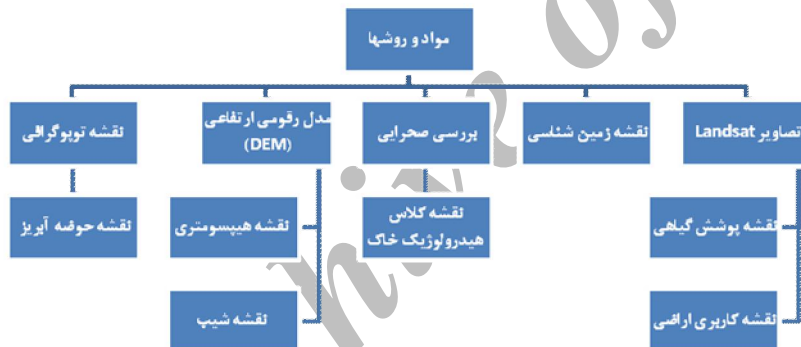 مواد و روشها
تصاویر Landsat
نقشه زمین شناسی
بررسی صحرایی
مدل رقومی ارتفاعی
(DEM)
نقشه توپوگرافی
نقشه پوشش گیاهی
نقشه کلاس
هیدرولوژیک خاک
نقشه هیپسومتری
نقشه حوضه آبریز
نقشه کاربری اراضی
نقشه شیب